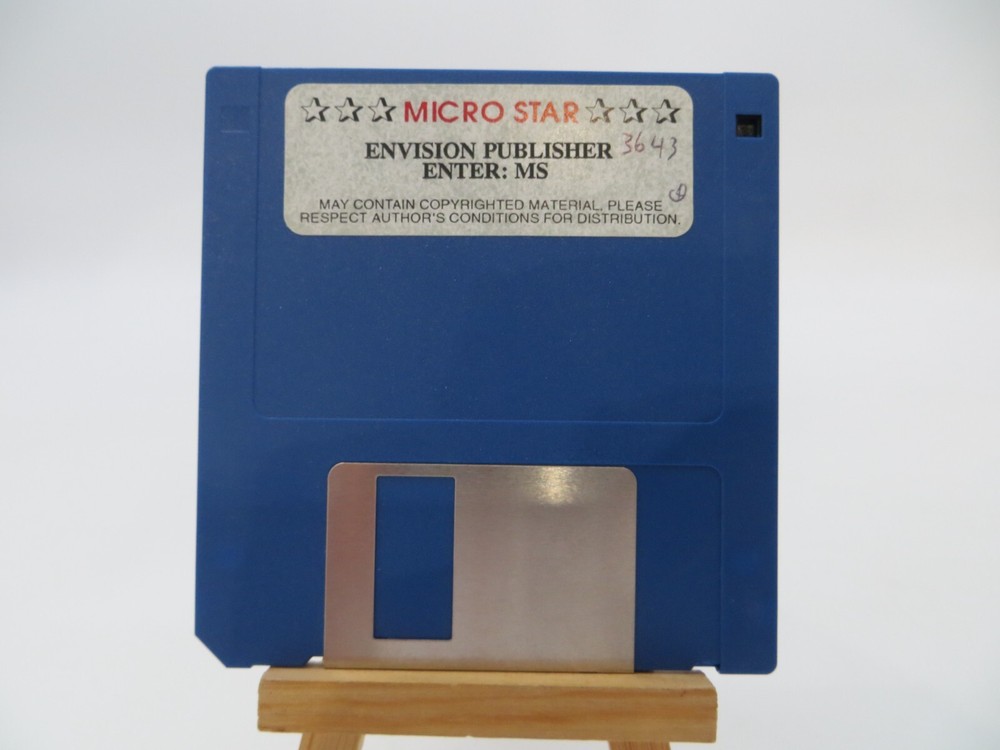 ☆☆☆ MICRO STAR ☆☆☆
ENVISION PUBLISHER 3643
ENTER: MS
MAY CONTAIN COPYRIGHTED MATERIAL. PLEASE
RESPECT AUTHOR'S CONDITIONS FOR DISTRIBUTION.